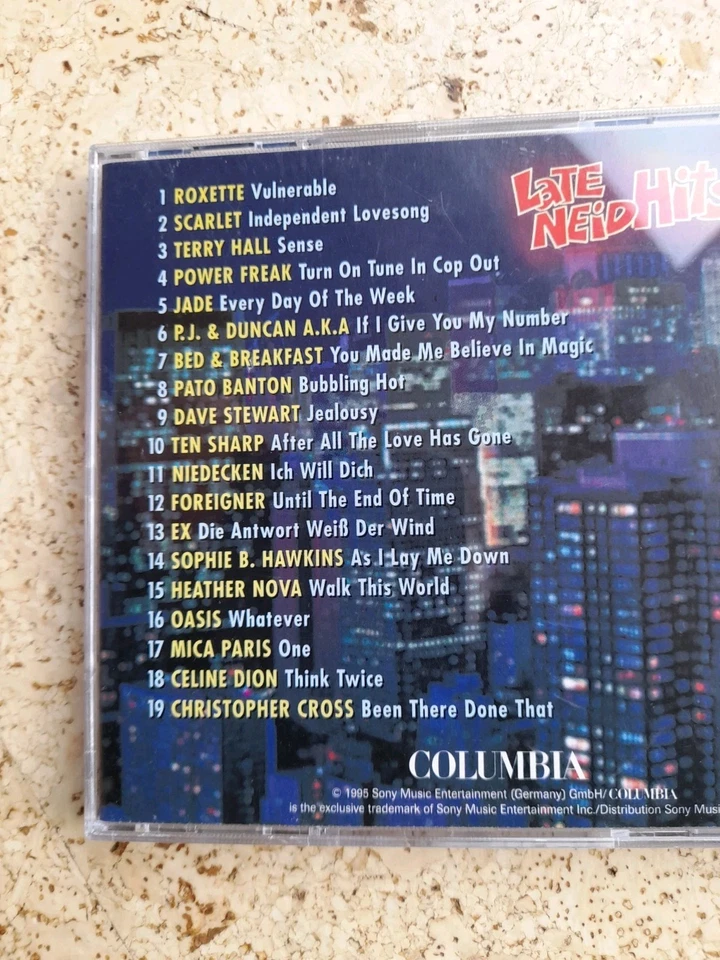 LATE
NEID Hits
1 ROXETTE Vulnerable
2 SCARLET Independent Lovesong
3 TERRY HALL Sense
4 POWER FREAK Turn On Tune In Cop Out
5 JADE Every Day Of The Week
6 P.J. & DUNCAN A.K.A If I Give You My Number
7 BED & BREAKFAST You Made Me Believe In Magic
8 PATO BANTON Bubbling Hot
9 DAVE STEWART Jealousy
10 TEN SHARP After All The Love Has Gone
11 NIEDECKEN Ich Will Dich
12 FOREIGNER Until The End Of Time
13 EX Die Antwort Weiß Der Wind
14 SOPHIE B. HAWKINS As I Lay Me Down
15 HEATHER NOVA Walk This World
16 OASIS Whatever
17 MICA PARIS One
18 CELINE DION Think Twice
19 CHRISTOPHER CROSS Been There Done That
COLUMBIA
© 1995 Sony Music Entertainment (Germany) GmbH/ COLUMBIA
is the exclusive trademark of Sony Music Entertainment Inc./Distribution Sony Musi